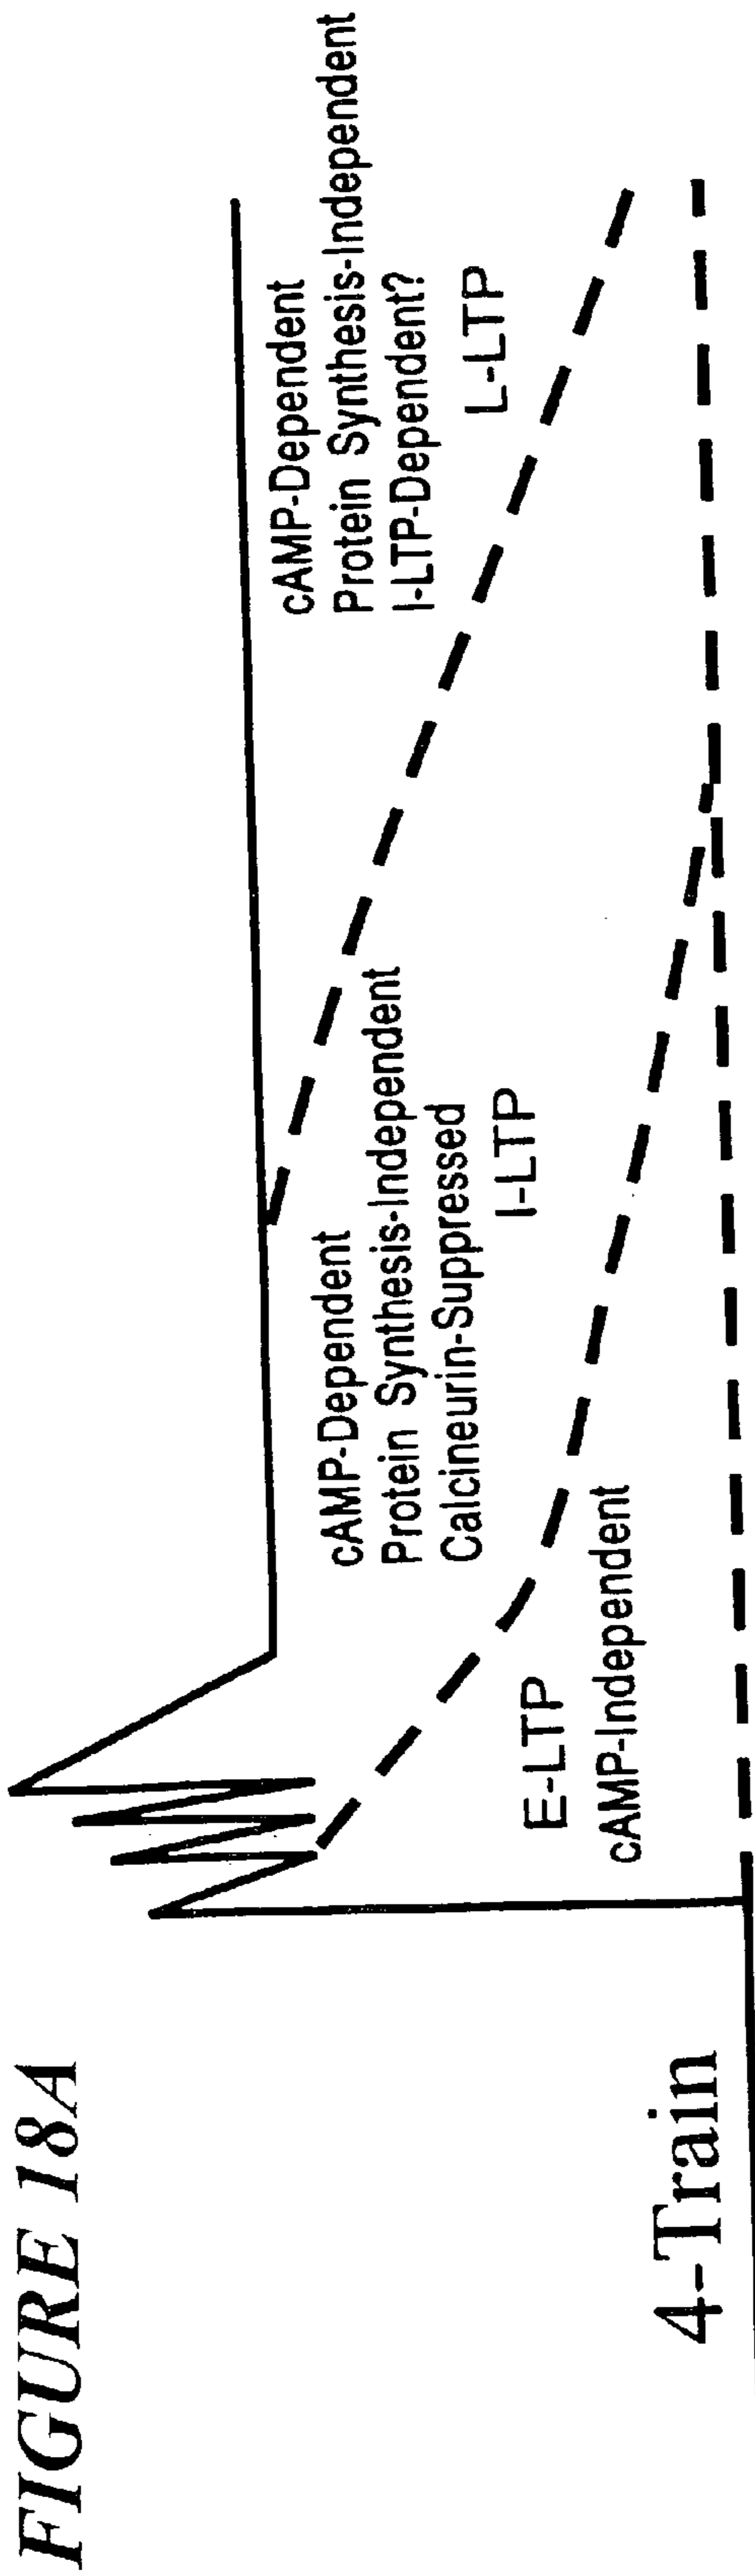 FIGURE 18A
4-Train
E-LTP
cAMP-Independent
cAMP-Dependent
Protein Synthesis-Independent
Calcineurin-Suppressed
I-LTP
cAMP-Dependent
Protein Synthesis-Independent
I-LTP-Dependent?
L-LTP